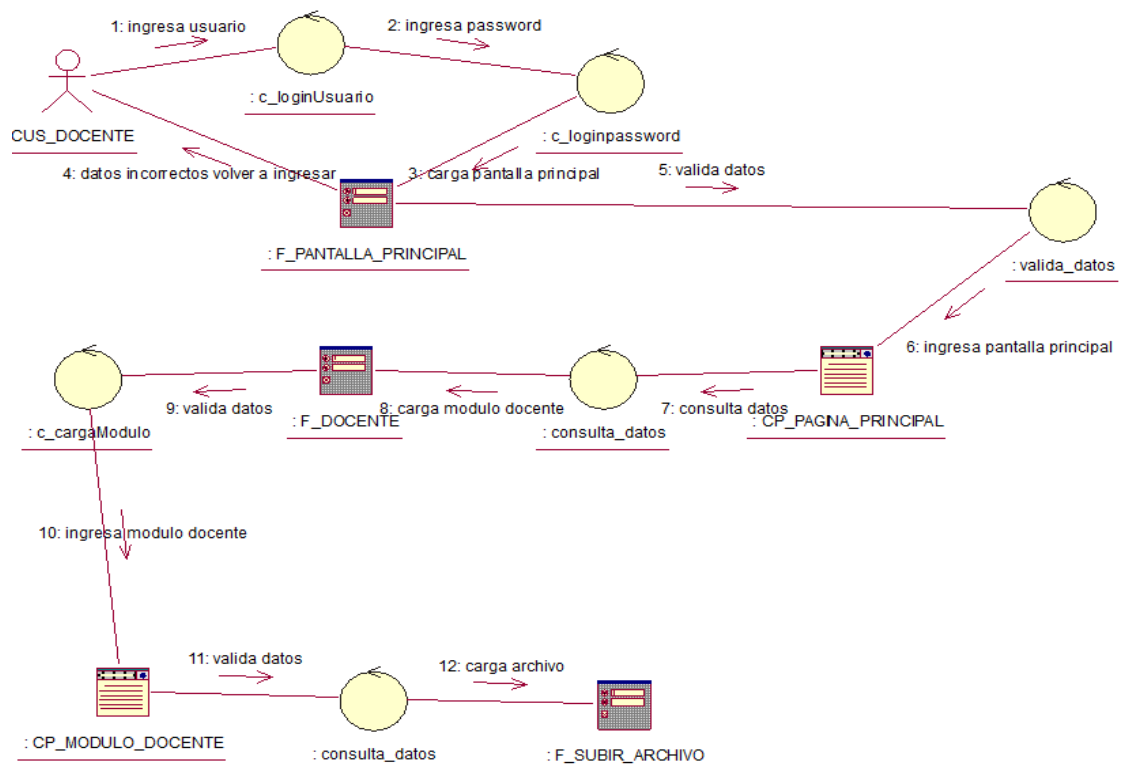 1: ingresa usuario
2: ingresa password
: c_loginUsuario
: c_loginpassword
CUS_DOCENTE
4: datos incorrectos volver a ingresar
3: carga pantalla principal
5: valida datos
: F_PANTALLA_PRINCIPAL
: valida_datos
6: ingresa pantalla principal
9: valida datos
8: carga modulo docente
7: consulta datos
: c_cargaModulo
: F_DOCENTE
: consulta_datos
: CP_PAGINA_PRINCIPAL
10: ingresa modulo docente
11: valida datos
12: carga archivo
: CP_MODULO_DOCENTE
: consulta_datos
: F_SUBIR_ARCHIVO